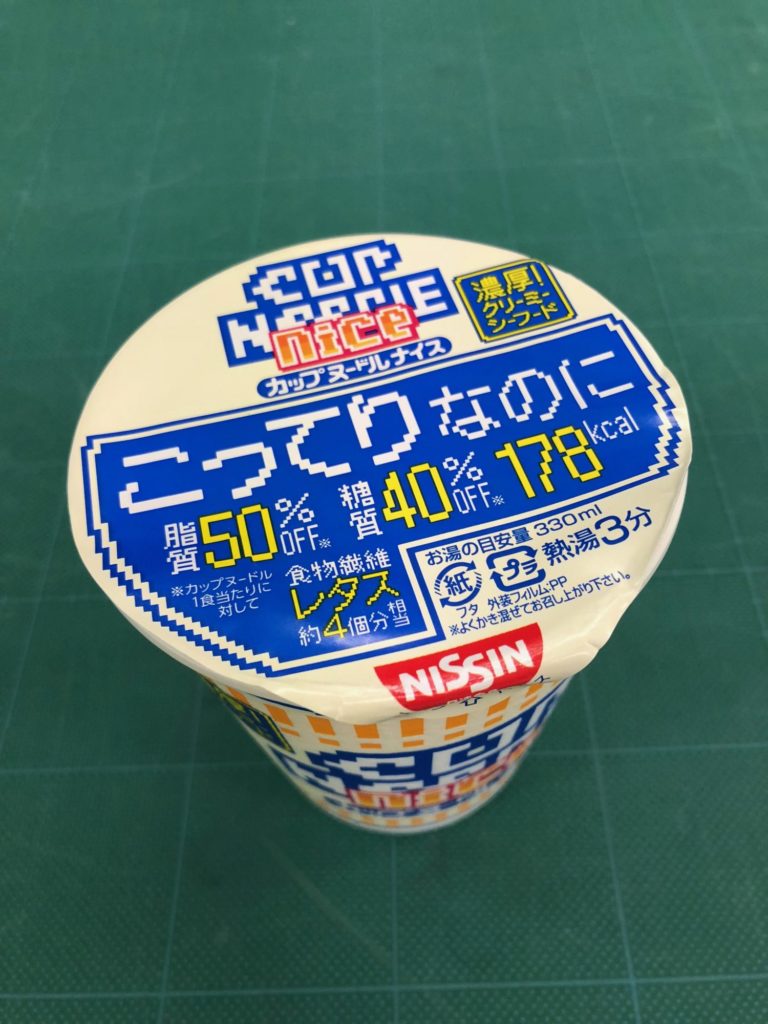 CUP
NOODLE
nice
カップヌードルナイス
濃厚!
クリーミー
シーフード
こってりなのに
脂質50%OFF※
糖質40%OFF※
178kcal
※カップヌードル
1食当たりに
対して
食物繊維
レタス
約4個分相当
お湯の目安量 330ml
紙
プラ
熱湯3分
フタ 外装フィルム:PP
※よくかき混ぜてお召し上がり下さい。
NISSIN